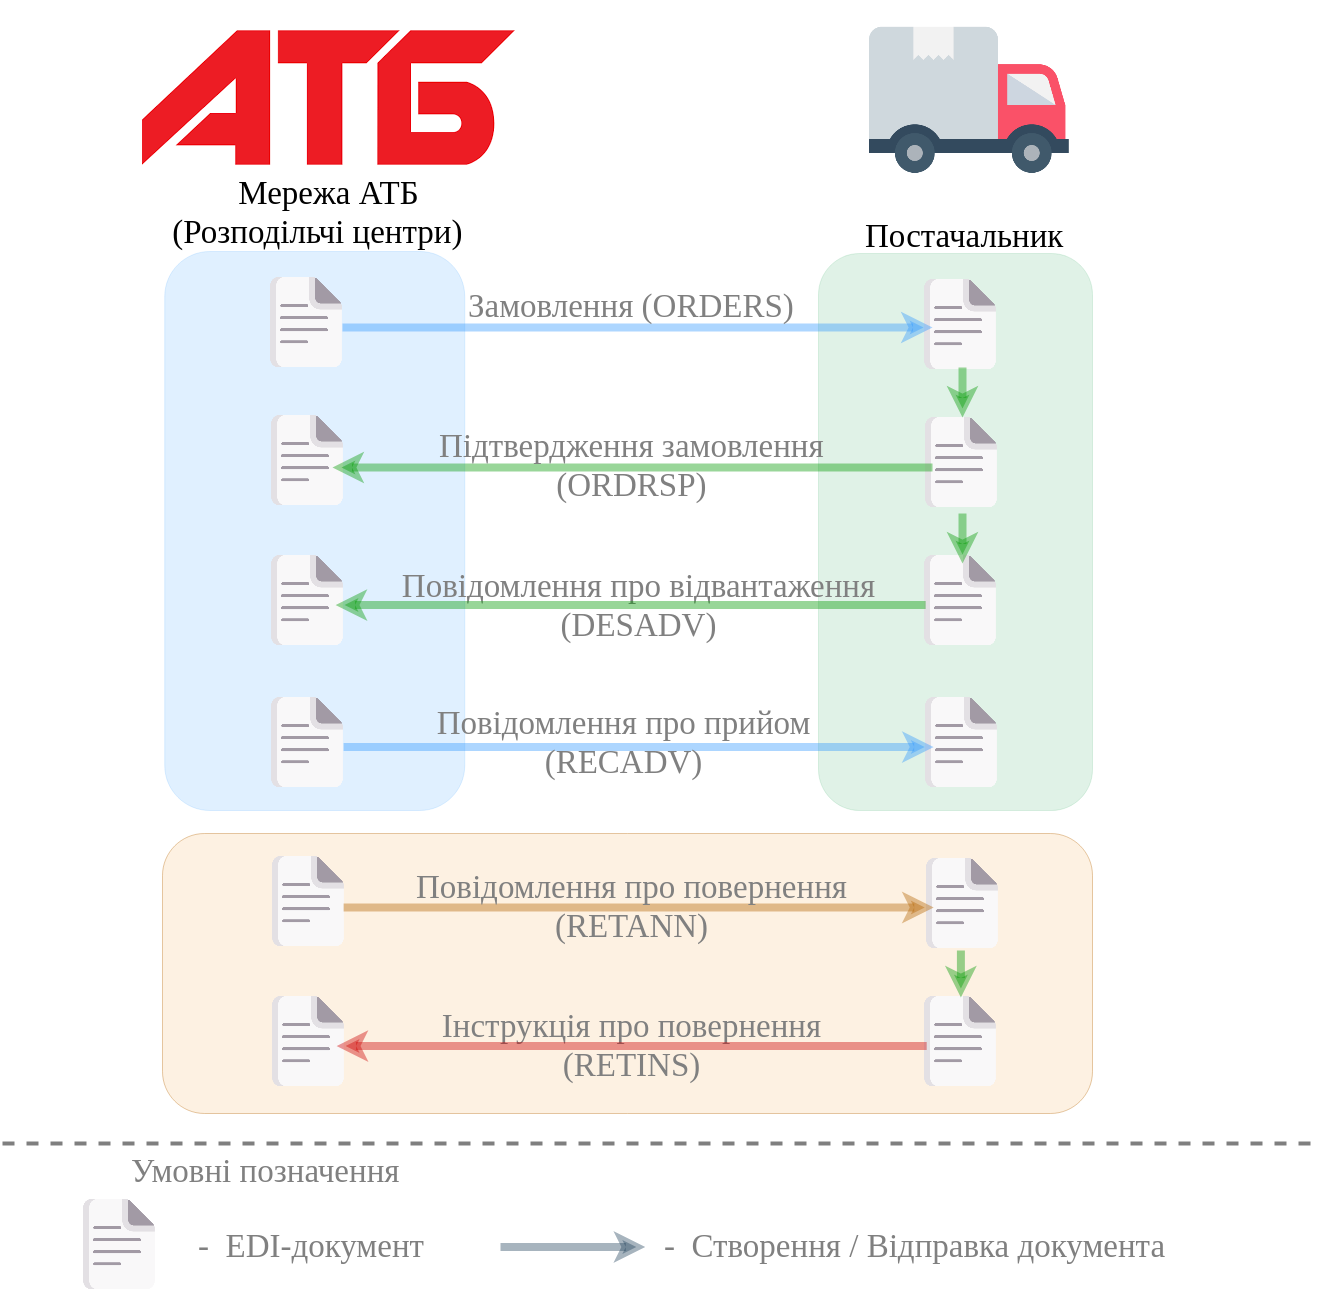 АТБ
Мережа АТБ
(Розподільчі центри)
Постачальник
Замовлення (ORDERS)
Підтвердження замовлення
(ORDRSP)
Повідомлення про відвантаження
(DESADV)
Повідомлення про прийом
(RECADV)
Повідомлення про повернення
(RETANN)
Інструкція про повернення
(RETINS)
Умовні позначення
- EDI-документ
- Створення / Відправка документа